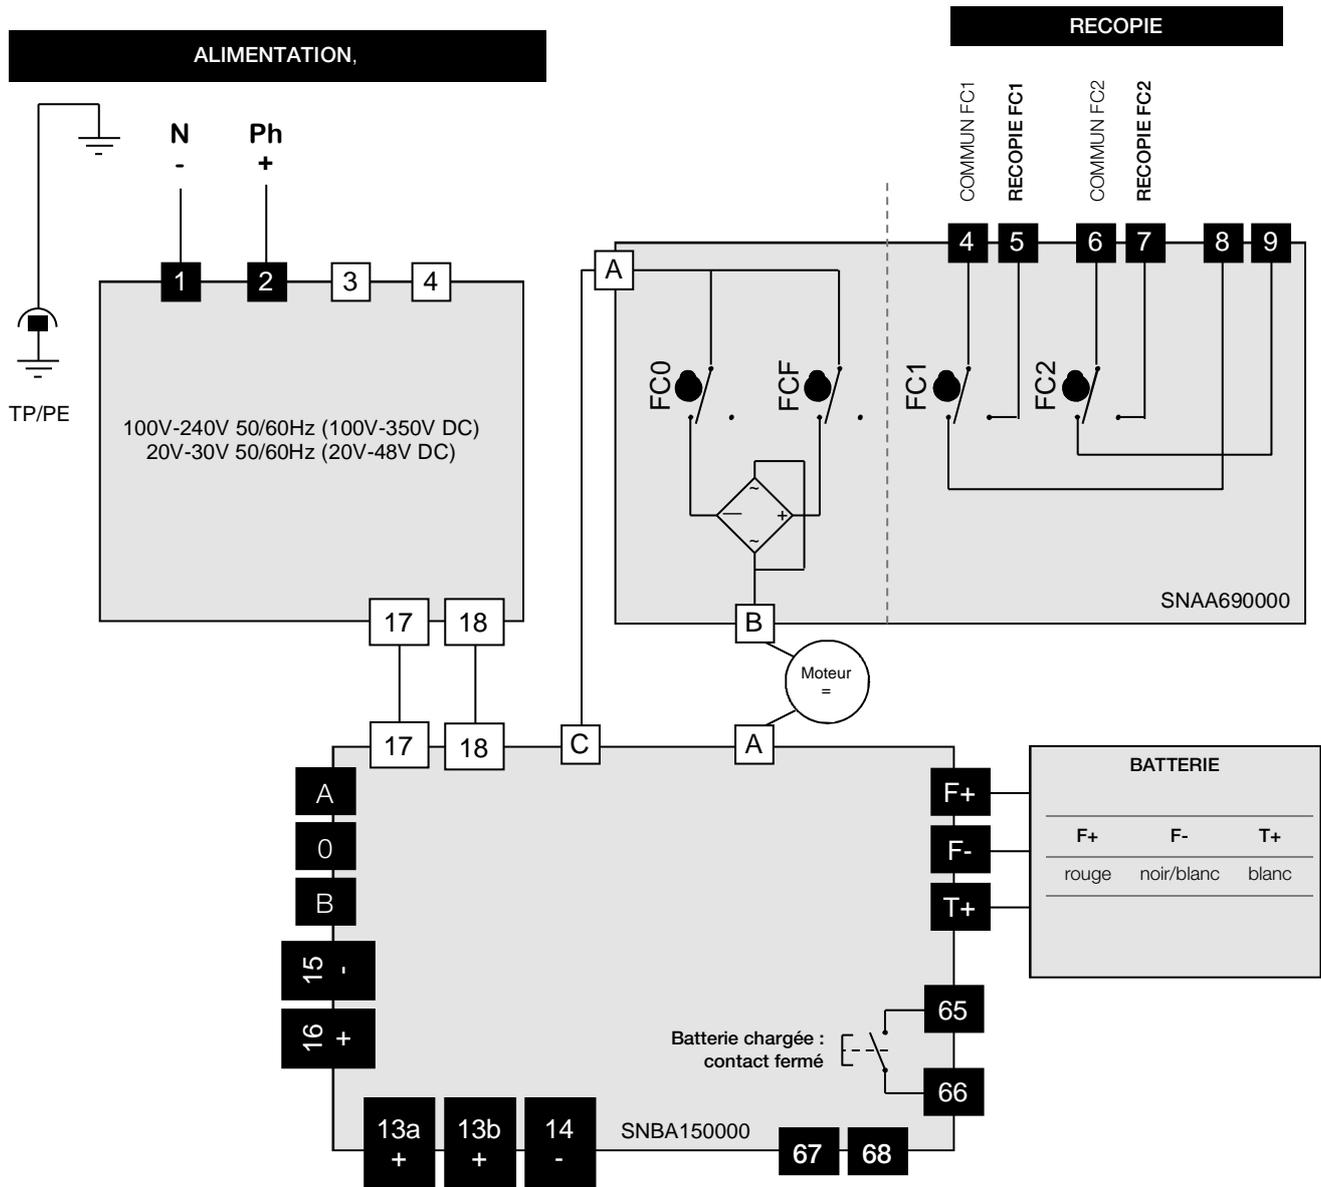 ALIMENTATION,
RECOPIE
COMMUN FC1
RECOPIE FC1
COMMUN FC2
RECOPIE FC2
N
-
Ph
+
1
2
3
4
TP/PE
100V-240V 50/60Hz (100V-350V DC)
20V-30V 50/60Hz (20V-48V DC)
17
18
A
4
5
6
7
8
9
FC0
FCF
FC1
FC2
~
—
+
~
SNAA690000
B
Moteur
=
17
18
C
A
A
0
B
15 -
16 +
13a
+
13b
+
14
-
SNBA150000
67
68
F+
F-
T+
BATTERIE
F+ F- T+
rouge noir/blanc blanc
Batterie chargée :
contact fermé
65
66